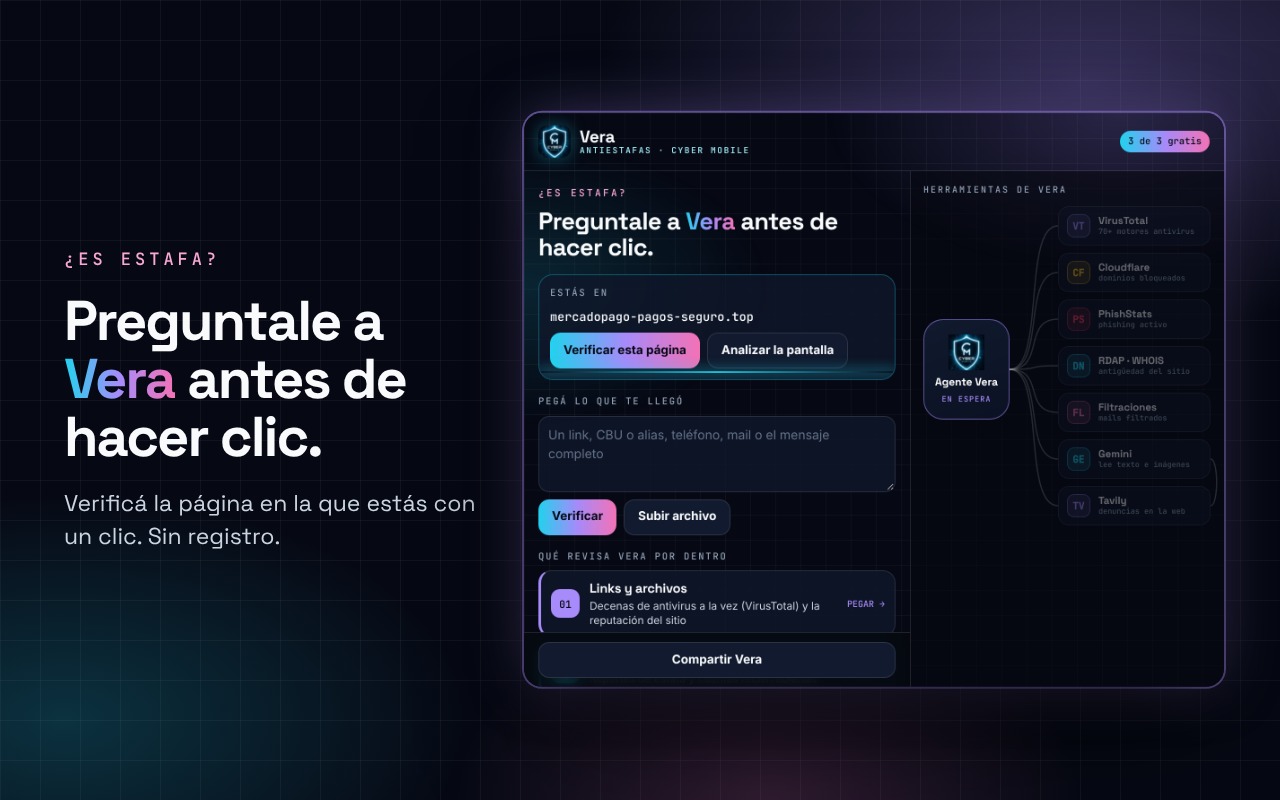 ¿ES ESTAFA?
Preguntale a
Vera antes de
hacer clic.
Verificá la página en la que estás con
un clic. Sin registro.
Vera
ANTIESTAFAS · CYBER MOBILE
3 de 3 gratis
¿ES ESTAFA?
Preguntale a Vera antes de
hacer clic.
ESTÁS EN
mercadopago-pagos-seguro.top
Verificar esta página
Analizar la pantalla
PEGÁ LO QUE TE LLEGÓ
Un link, CBU o alias, teléfono, mail o el mensaje
completo
Verificar
Subir archivo
QUÉ REVISA VERA POR DENTRO
01
Links y archivos
Decenas de antivirus a la vez (VirusTotal) y la
reputación del sitio
PEGAR →
Compartir Vera
HERRAMIENTAS DE VERA
CM
CYBER
Agente Vera
EN ESPERA
VT
VirusTotal
70+ motores antivirus
CF
Cloudflare
dominios bloqueados
PS
PhishStats
phishing activo
DN
RDAP · WHOIS
antigüedad del sitio
FL
Filtraciones
mails filtrados
GE
Gemini
lee texto e imágenes
TV
Tavily
denuncias en la web